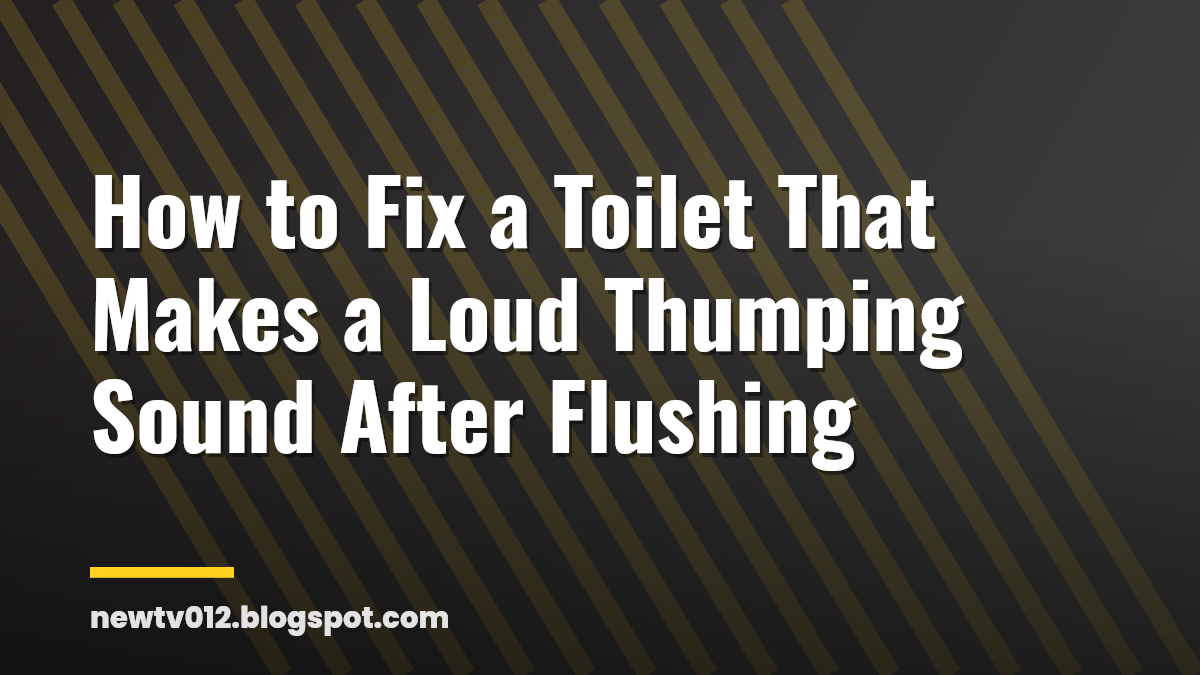 How to Fix a Toilet That
Makes a Loud Thumping
Sound After Flushing
newtv012.blogspot.com